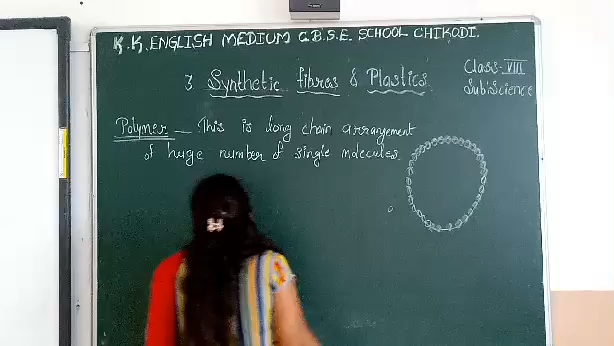 K.K. ENGLISH MEDIUM C.B.S.E. SCHOOL CHIKODI.
Class-VIII
3 Synthetic fibres & Plastics
Sub:Science
Polymer - This is long chain arrangement
of huge number of single molecules.